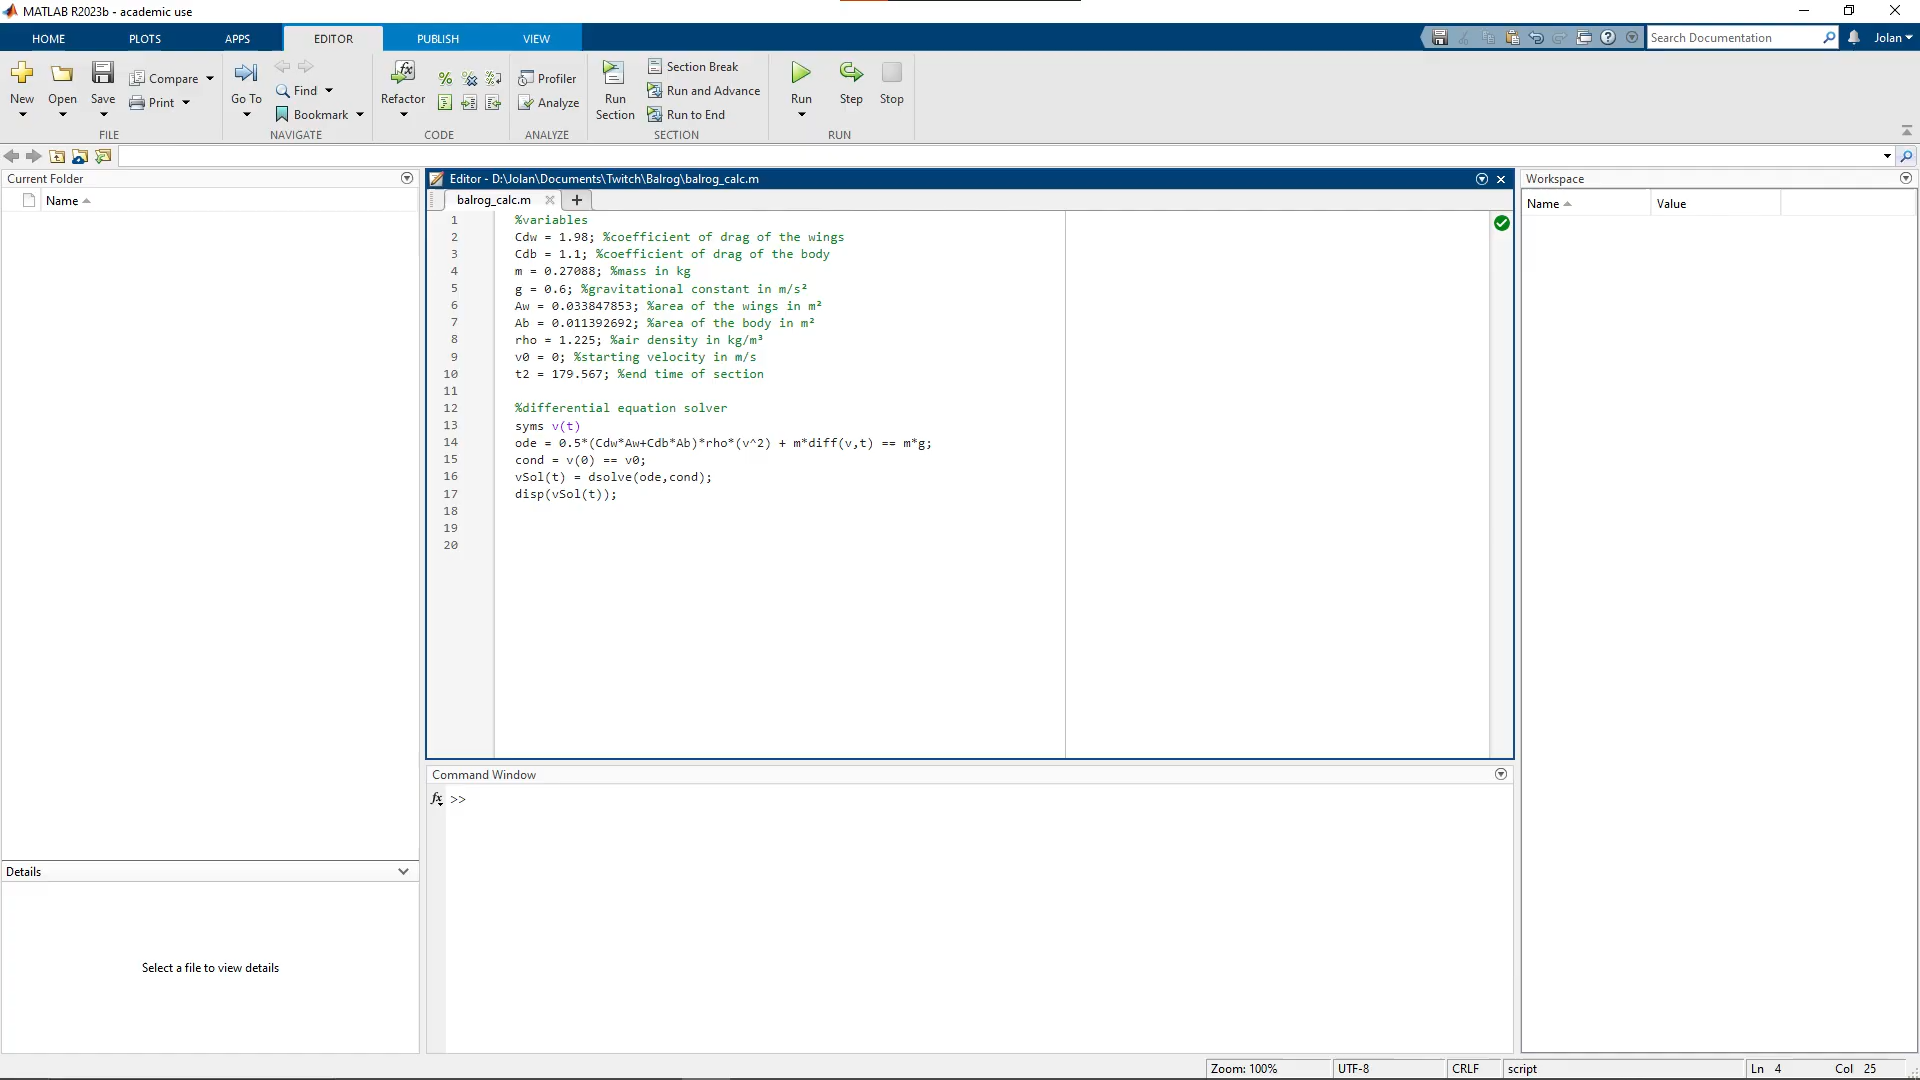 MATLAB R2023b - academic use
HOME PLOTS APPS EDITOR PUBLISH VIEW Search Documentation Jolan
New Open Save Compare Print FILE
Go To Find Bookmark NAVIGATE
Refactor CODE
Profiler Analyze ANALYZE
Run Section Section Break Run and Advance Run to End SECTION
Run Step Stop RUN
Current Folder
Name
Editor - D:\Jolan\Documents\Twitch\Balrog\balrog_calc.m
balrog_calc.m
1 %variables
2 Cdw = 1.98; %coefficient of drag of the wings
3 Cdb = 1.1; %coefficient of drag of the body
4 m = 0.27088; %mass in kg
5 g = 0.6; %gravitational constant in m/s²
6 Aw = 0.033847853; %area of the wings in m²
7 Ab = 0.011392692; %area of the body in m²
8 rho = 1.225; %air density in kg/m³
9 v0 = 0; %starting velocity in m/s
10 t2 = 179.567; %end time of section
11
12 %differential equation solver
13 syms v(t)
14 ode = 0.5*(Cdw*Aw+Cdb*Ab)*rho*(v^2) + m*diff(v,t) == m*g;
15 cond = v(0) == v0;
16 vSol(t) = dsolve(ode,cond);
17 disp(vSol(t));
18
19
20
Workspace
Name Value
Command Window
fx >>
Details
Select a file to view details
Zoom: 100% UTF-8 CRLF script Ln 4 Col 25